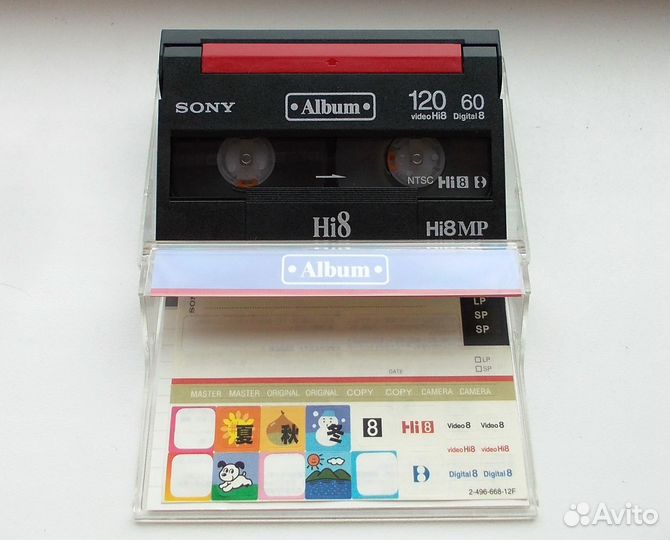 SONY
• Album •
120 60
video Hi8 Digital 8
NTSC Hi8
Hi8
Hi8 MP
• Album •
SONY
LP
SP
SP
LP
DATE
SP
MASTER MASTER ORIGINAL ORIGINAL COPY COPY CAMERA CAMERA
夏 秋 冬 8 Hi8 Video 8 Video 8
video Hi8 video Hi8
Digital 8 Digital 8
2-496-668-12F
Avito